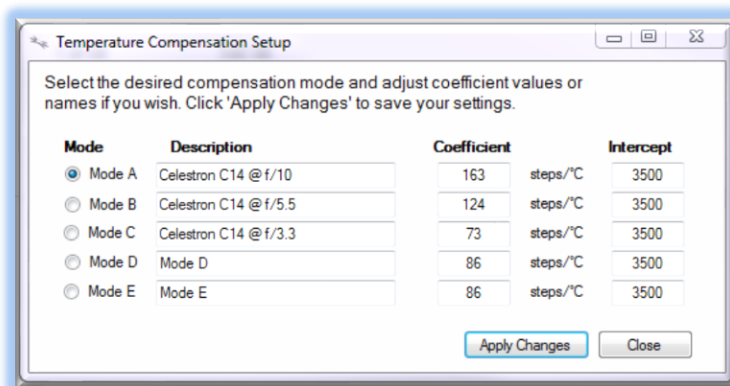 Temperature Compensation Setup
Select the desired compensation mode and adjust coefficient values or
names if you wish. Click 'Apply Changes' to save your settings.
Mode Description Coefficient Intercept
Mode A Celestron C14 @ f/10 163 steps/°C 3500
Mode B Celestron C14 @ f/5.5 124 steps/°C 3500
Mode C Celestron C14 @ f/3.3 73 steps/°C 3500
Mode D Mode D 86 steps/°C 3500
Mode E Mode E 86 steps/°C 3500
Apply Changes Close